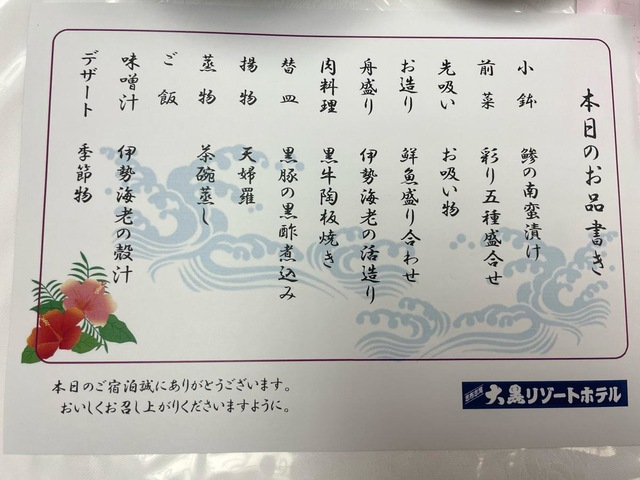 本日のお品書き
小鉢 鯵の南蛮漬け
前菜 彩り五種盛合せ
先吸い お吸い物
お造り 鮮魚盛り合わせ
舟盛り 伊勢海老の活造り
肉料理 黒牛陶板焼き
替皿 黒豚の黒酢煮込み
揚物 天婦羅
蒸物 茶碗蒸し
ご飯
味噌汁 伊勢海老の殻汁
デザート 季節物
本日のご宿泊誠にありがとうございます。
おいしくお召し上がりくださいますように。
大黒リゾートホテル